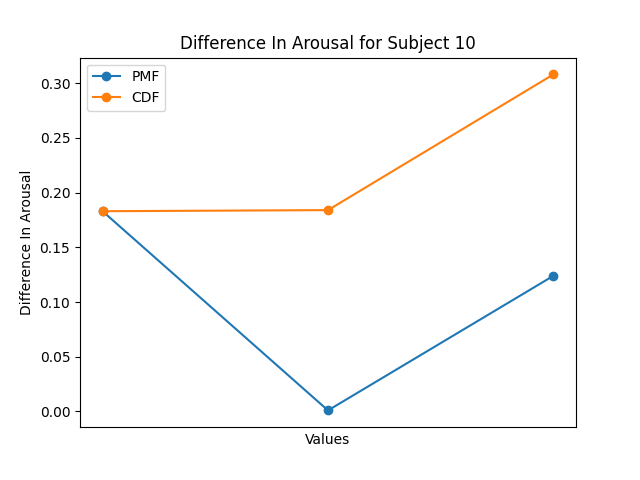 Difference In Arousal for Subject 10
PMF
CDF
0.30
0.25
0.20
0.15
0.10
0.05
0.00
Difference In Arousal
Values